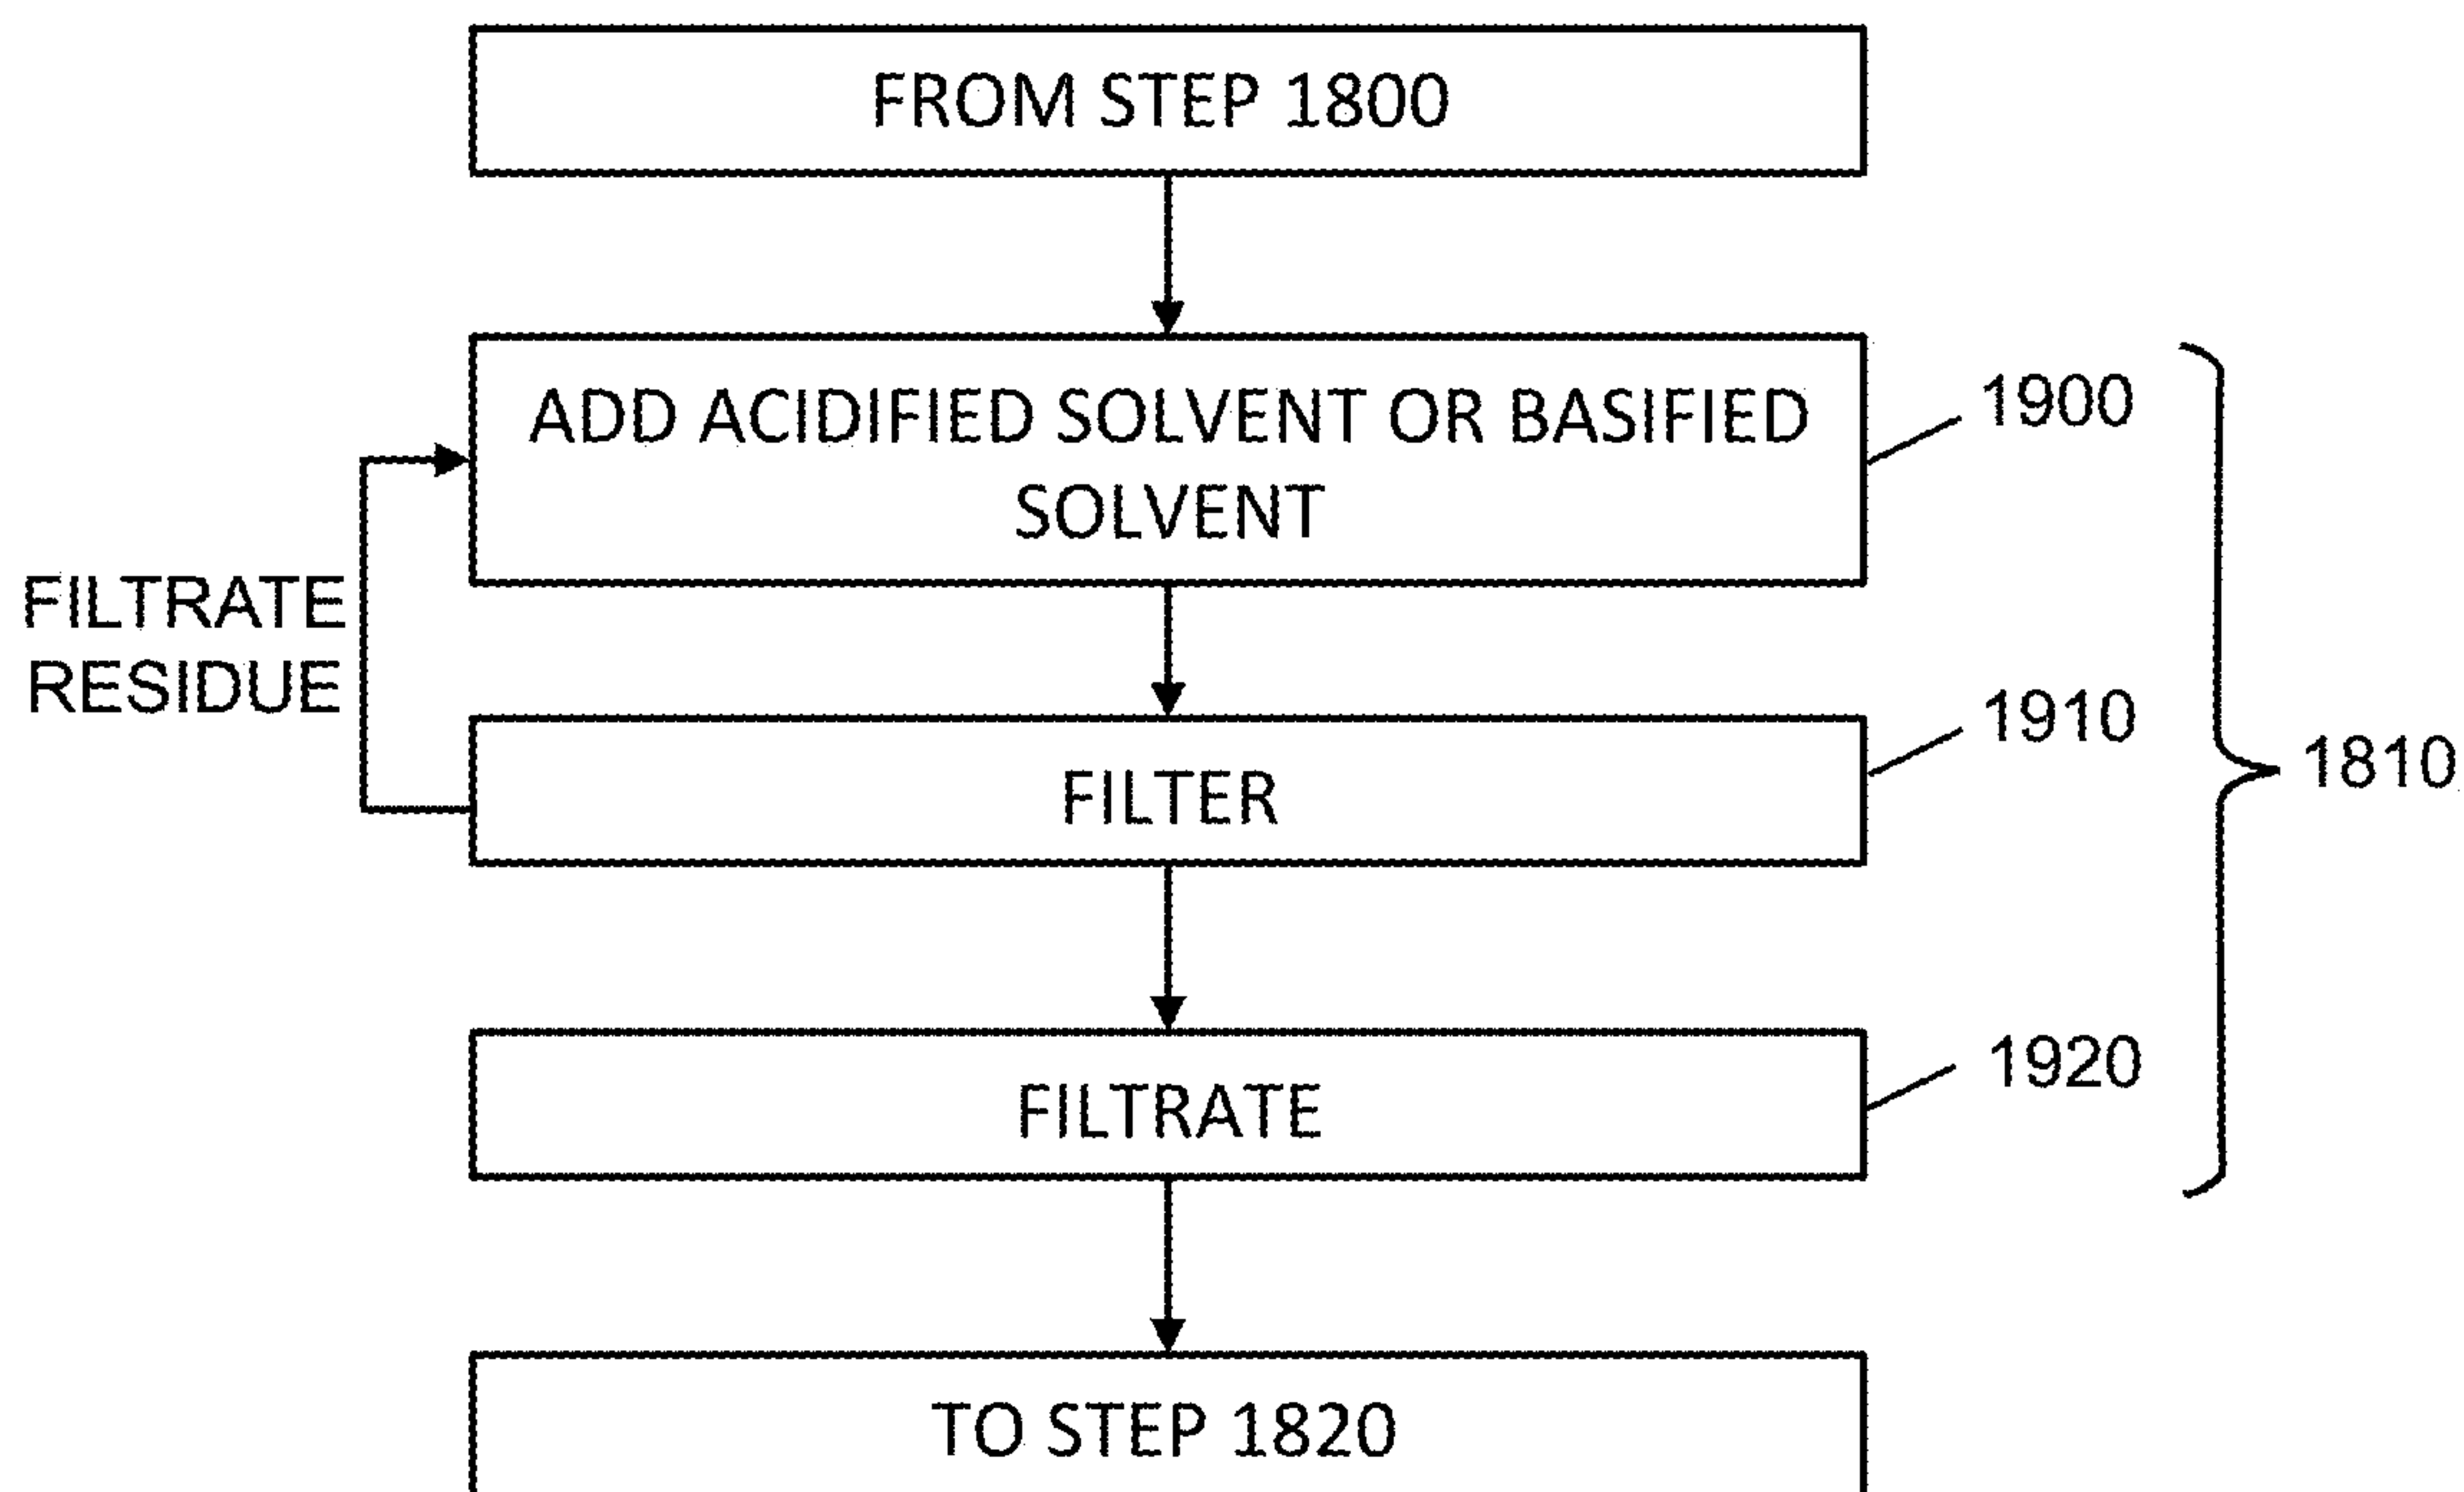 FROM STEP 1800
ADD ACIDIFIED SOLVENT OR BASIFIED
SOLVENT
1900
FILTRATE
RESIDUE
FILTER
1910
1810
FILTRATE
1920
TO STEP 1820